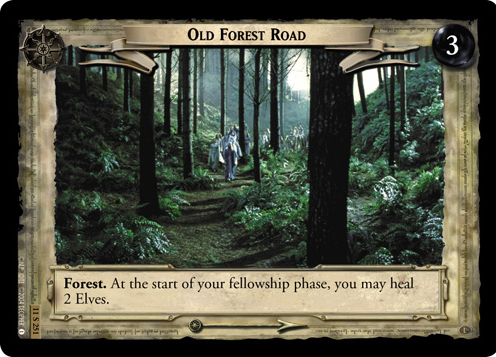 OLD FOREST ROAD
3
Forest. At the start of your fellowship phase, you may heal
2 Elves.
11 S 251